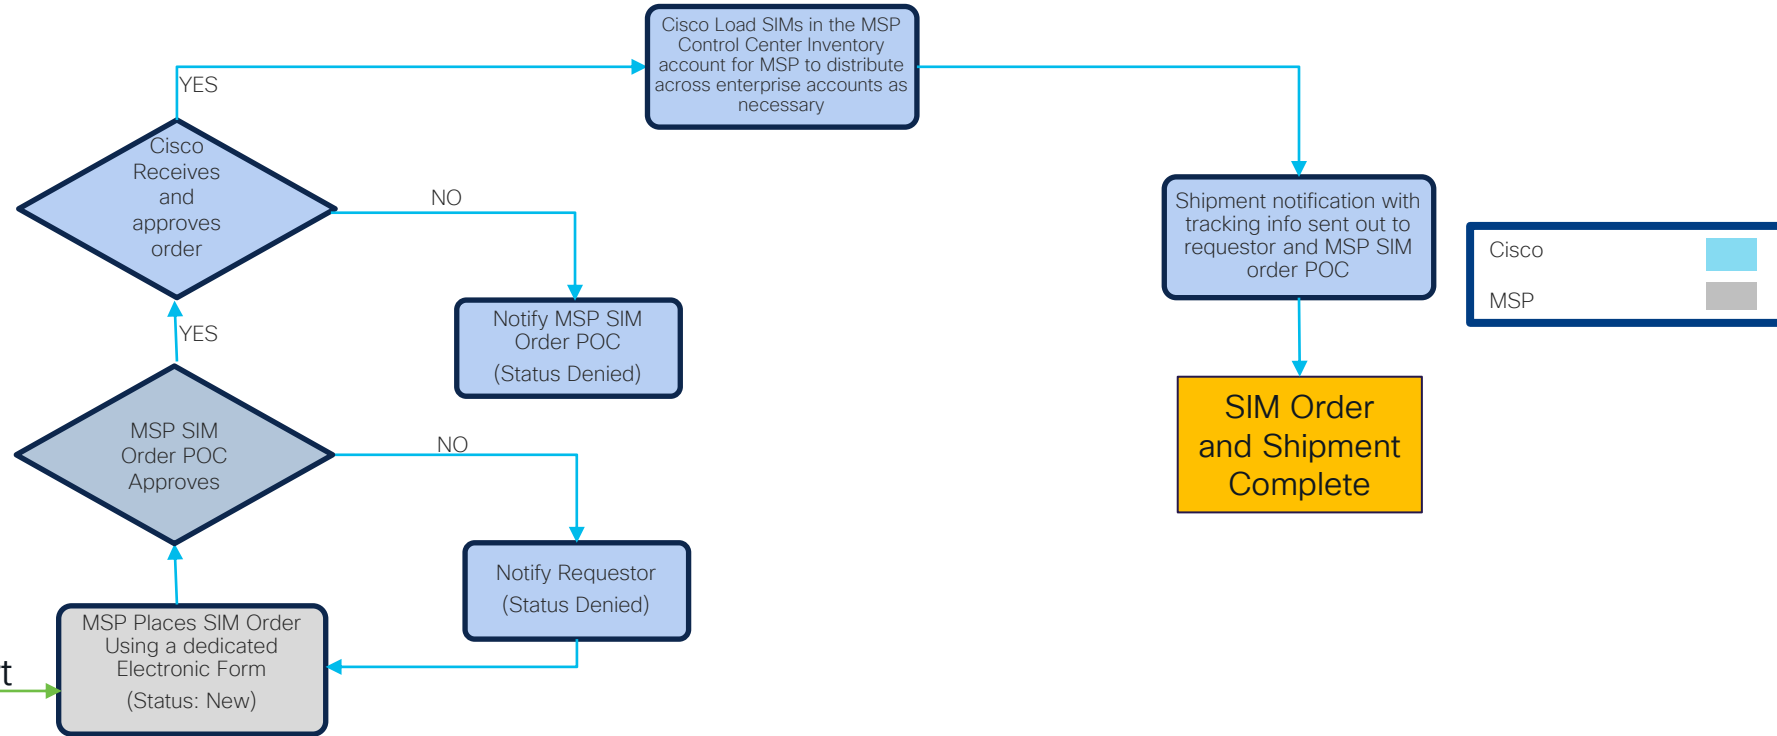 Cisco Load SIMs in the MSP
Control Center Inventory
account for MSP to distribute
across enterprise accounts as
necessary
YES
Cisco
Receives
and
approves
order
NO
Shipment notification with
tracking info sent out to
requestor and MSP SIM
order POC
Cisco
MSP
Notify MSP SIM
Order POC
(Status Denied)
YES
SIM Order
and Shipment
Complete
MSP SIM
Order POC
Approves
NO
Notify Requestor
(Status Denied)
MSP Places SIM Order
Using a dedicated
Electronic Form
(Status: New)